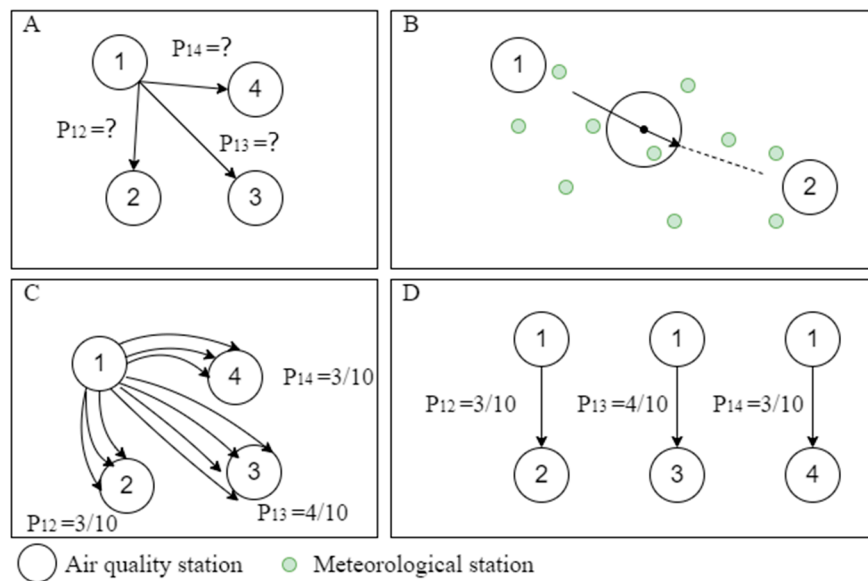 A
1
P14=?
4
P12=?
P13=?
2
3
B
1
2
C
1
4
P14=3/10
3
2
P13=4/10
P12=3/10
D
1 1 1
P12=3/10 P13=4/10 P14=3/10
2 3 4
Air quality station Meteorological station